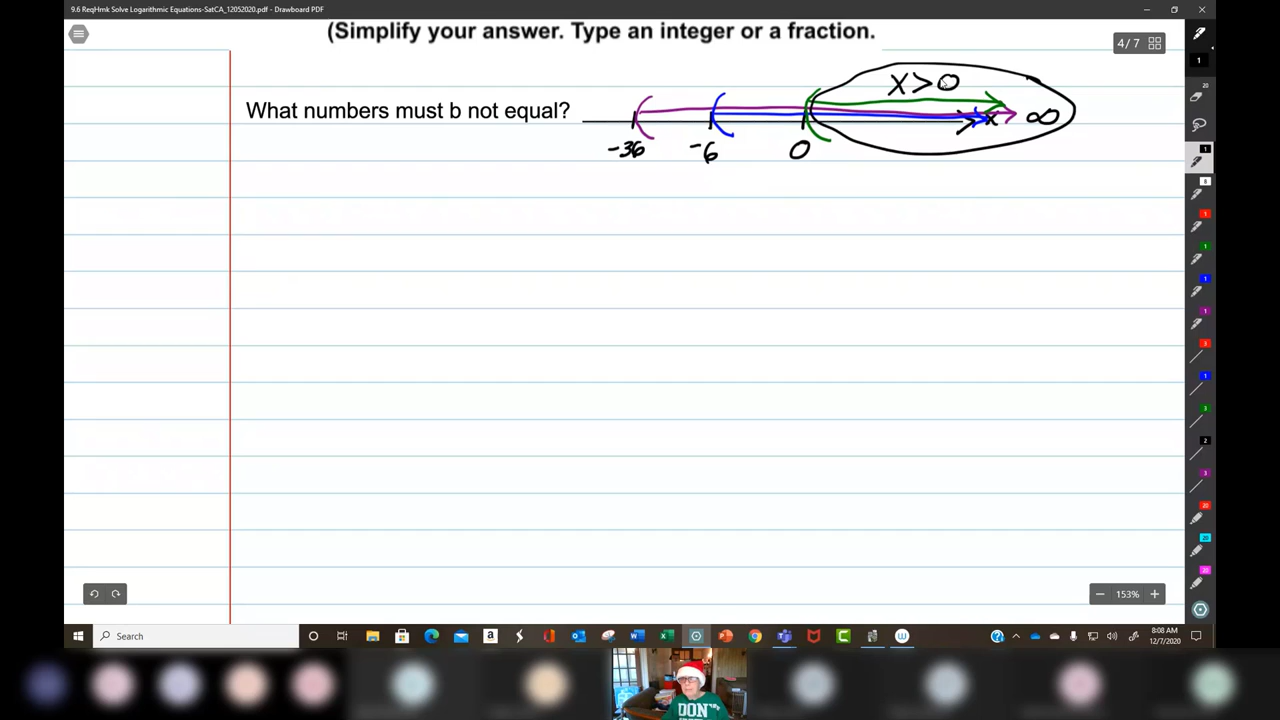 9.6 ReqHmk Solve Logarithmic Equations-SatCA_12052020.pdf - Drawboard PDF
(Simplify your answer. Type an integer or a fraction.
4 / 7
x > 0
What numbers must b not equal?
x ∞
-36 -6 0
153%
Search
8:08 AM
12/7/2020
DON'T